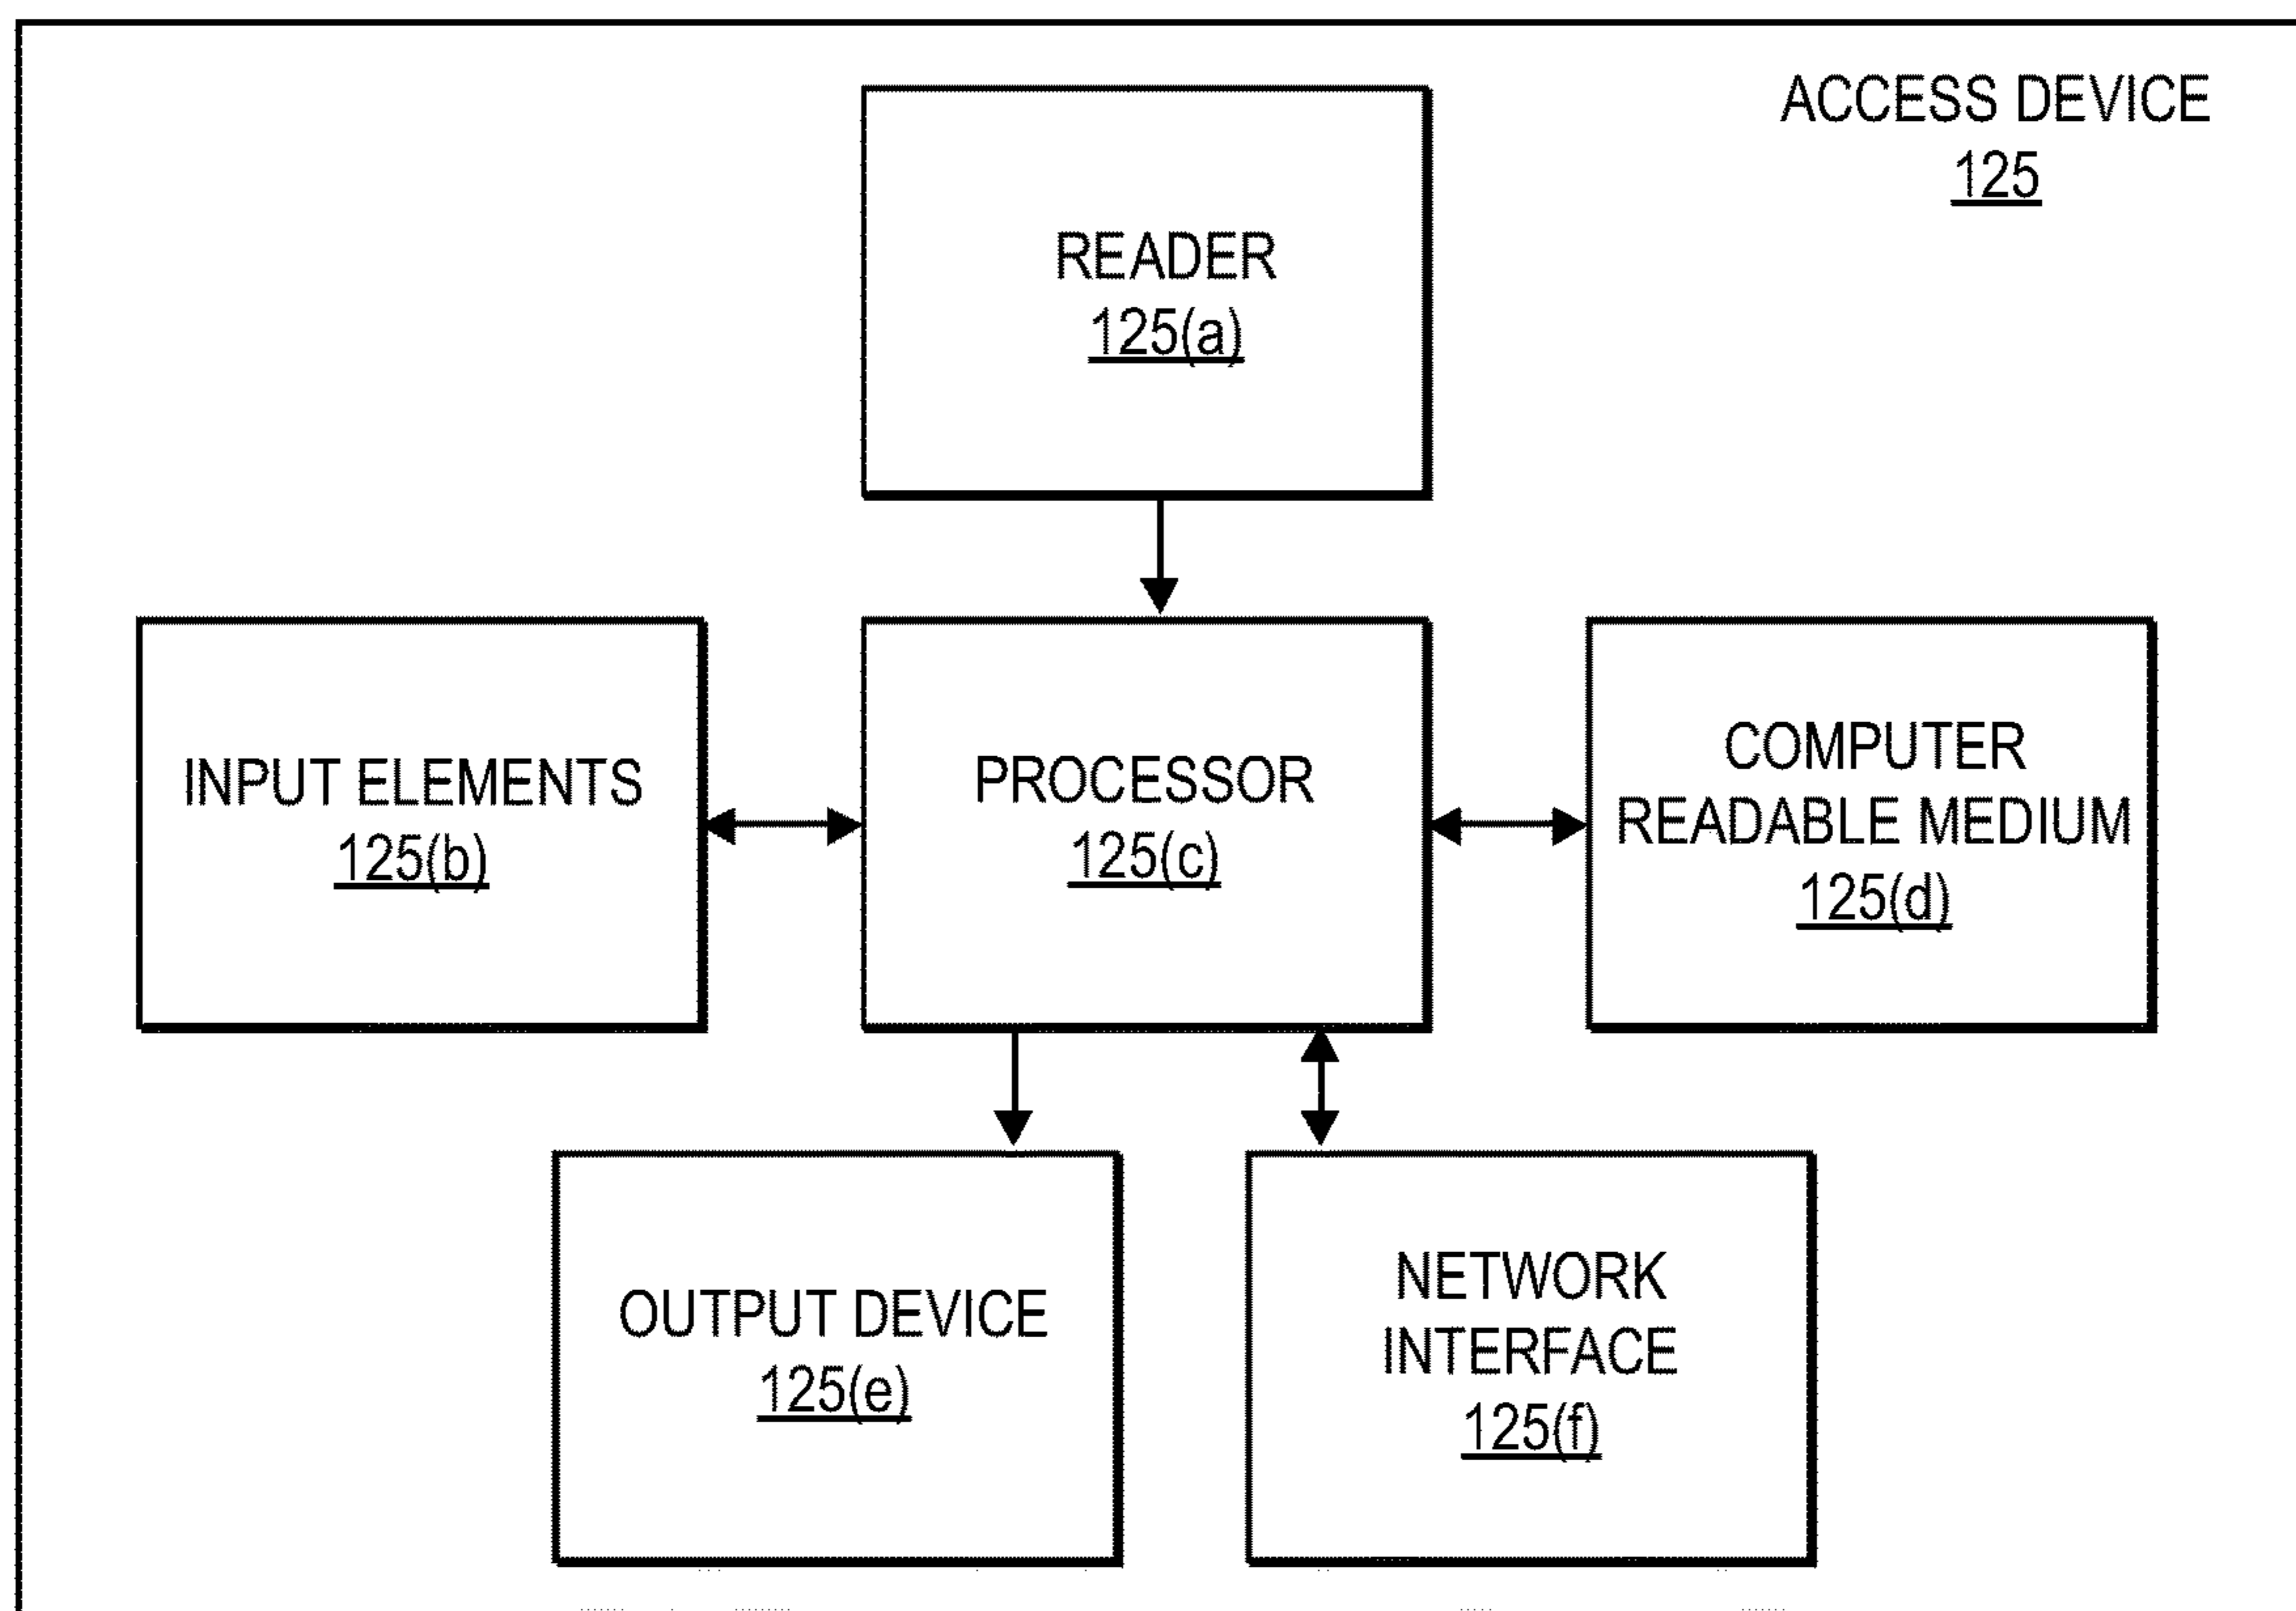 ACCESS DEVICE
125
READER
125(a)
INPUT ELEMENTS
125(b)
PROCESSOR
125(c)
COMPUTER
READABLE MEDIUM
125(d)
OUTPUT DEVICE
125(e)
NETWORK
INTERFACE
125(f)